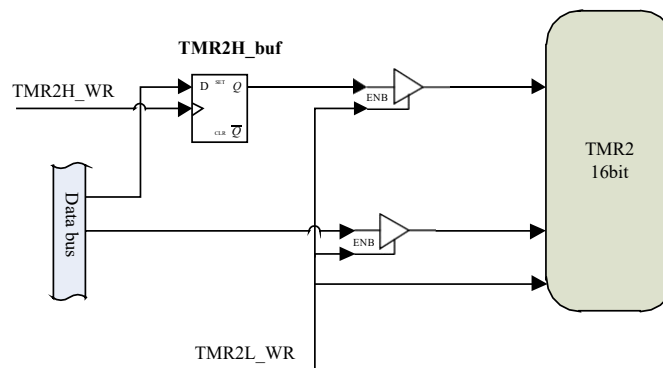 TMR2H_buf
D
SET
Q
TMR2H_WR
ENB
CLR
Q
TMR2
16bit
Data bus
ENB
TMR2L_WR